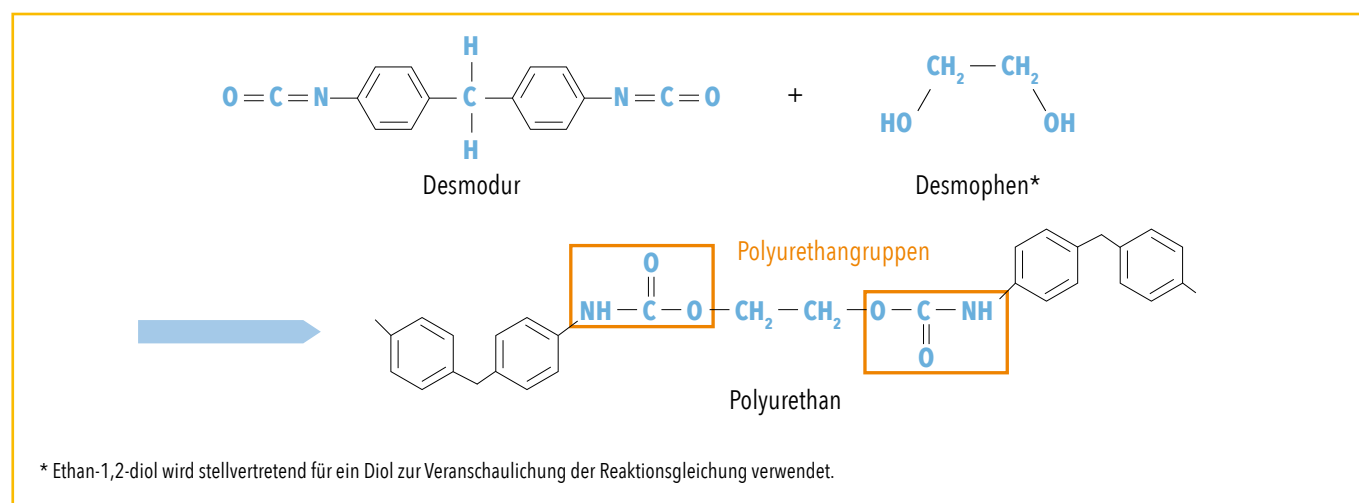 H
O=C=N C N=C=O + CH₂—CH₂
H HO OH
Desmodur Desmophen*
Polyurethangruppen
O
NH—C—O—CH₂—CH₂—O—C—NH
O
Polyurethan
* Ethan-1,2-diol wird stellvertretend für ein Diol zur Veranschaulichung der Reaktionsgleichung verwendet.